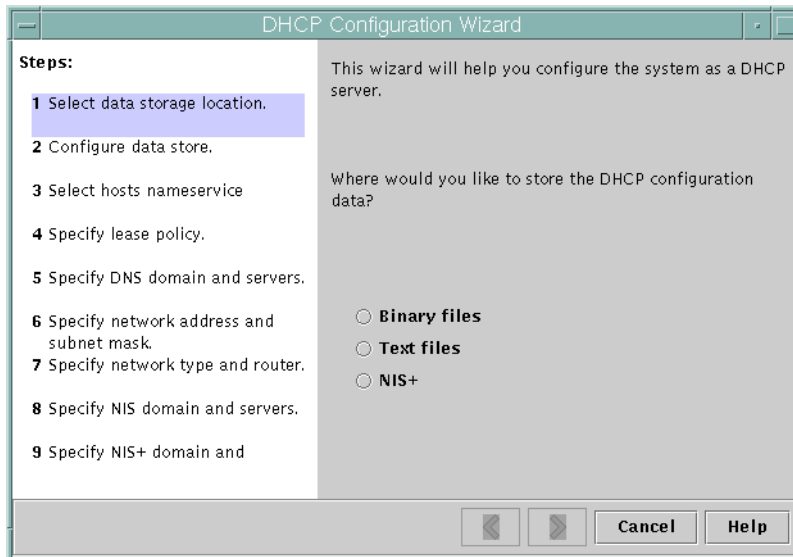 DHCP Configuration Wizard
Steps:
1 Select data storage location.
2 Configure data store.
3 Select hosts nameservice
4 Specify lease policy.
5 Specify DNS domain and servers.
6 Specify network address and
subnet mask.
7 Specify network type and router.
8 Specify NIS domain and servers.
9 Specify NIS+ domain and
This wizard will help you configure the system as a DHCP
server.
Where would you like to store the DHCP configuration
data?
Binary files
Text files
NIS+
Cancel
Help